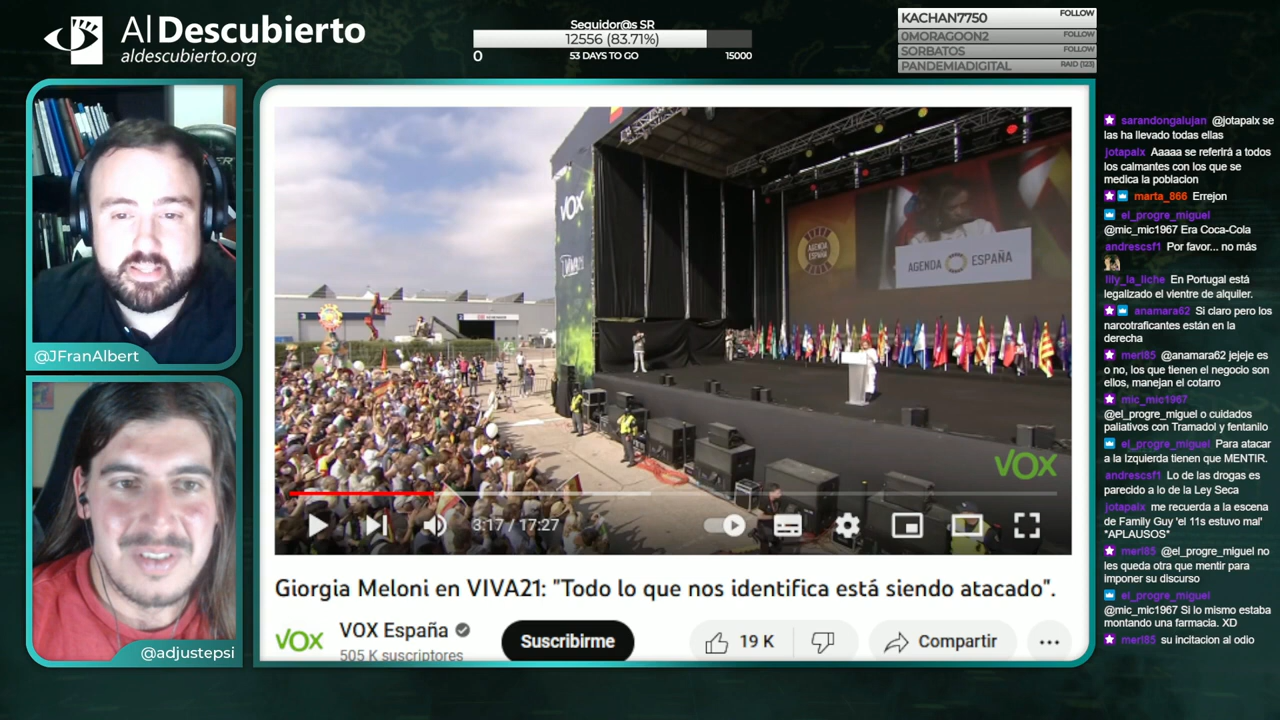 Al Descubierto
aldescubierto.org
Seguidor@s SR
12556 (83.71%)
0
53 DAYS TO GO
15000
KACHAN7750 FOLLOW
0MORAGOON2 FOLLOW
SORBATOS FOLLOW
PANDEMIADIGITAL RAID (123)
@JFranAlbert
@adjustepsi
VOX
VIVA21
AGENDA ESPAÑA
AGENDA ESPAÑA
3
VOX
3:17 / 17:27
Giorgia Meloni en VIVA21: "Todo lo que nos identifica está siendo atacado".
VOX
VOX España
505 K suscriptores
Suscribirme
19 K
Compartir
sarandongalujan @jotapalx se
las ha llevado todas ellas
jotapalx Aaaaa se referirá a todos
los calmantes con los que se
medica la poblacion
marta_866 Errejon
el_progre_miguel
@mic_mic1967 Era Coca-Cola
andrescsf1 Por favor... no más
lily_la_liche En Portugal está
legalizado el vientre de alquiler.
anamara62 Si claro pero los
narcotraficantes están en la
derecha
merl85 @anamara62 jejeje es
o no, los que tienen el negocio son
ellos, manejan el cotarro
mic_mic1967
@el_progre_miguel o cuidados
paliativos con Tramadol y fentanilo
el_progre_miguel Para atacar
a la Izquierda tienen que MENTIR.
andrescsf1 Lo de las drogas es
parecido a lo de la Ley Seca
jotapalx me recuerda a la escena
de Family Guy 'el 11s estuvo mal'
*APLAUSOS*
merl85 @el_progre_miguel no
les queda otra que mentir para
imponer su discurso
el_progre_miguel
@mic_mic1967 Si lo mismo estaba
montando una farmacia. XD
merl85 su incitacion al odio